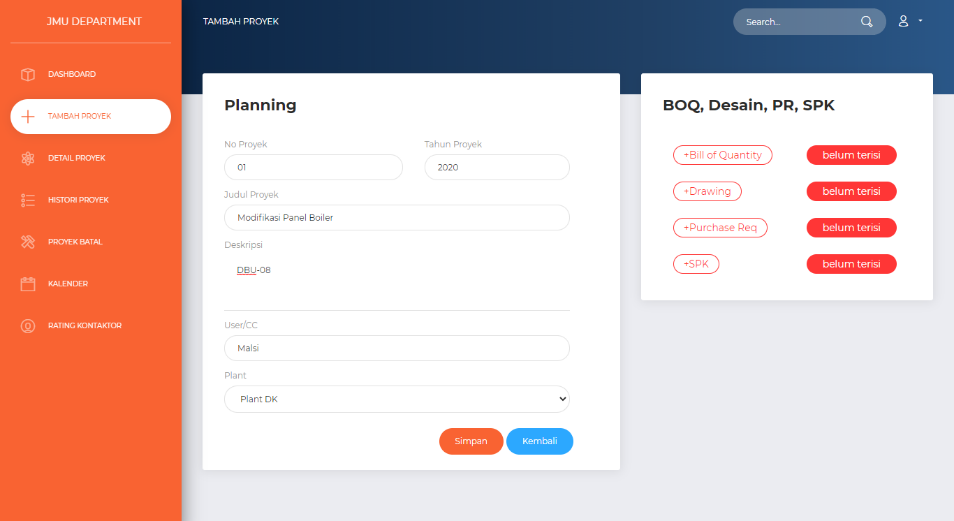 JMU DEPARTMENT
DASHBOARD
TAMBAH PROYEK
DETAIL PROYEK
HISTORI PROYEK
PROYEK BATAL
KALENDER
RATING KONTAKTOR
TAMBAH PROYEK
Search...
Planning
No Proyek
Tahun Proyek
01
2020
Judul Proyek
Modifikasi Panel Boiler
Deskripsi
DBU-08
User/CC
Malsi
Plant
Plant DK
Simpan
Kembali
BOQ, Desain, PR, SPK
+Bill of Quantity
belum terisi
+Drawing
belum terisi
+Purchase Req
belum terisi
+SPK
belum terisi